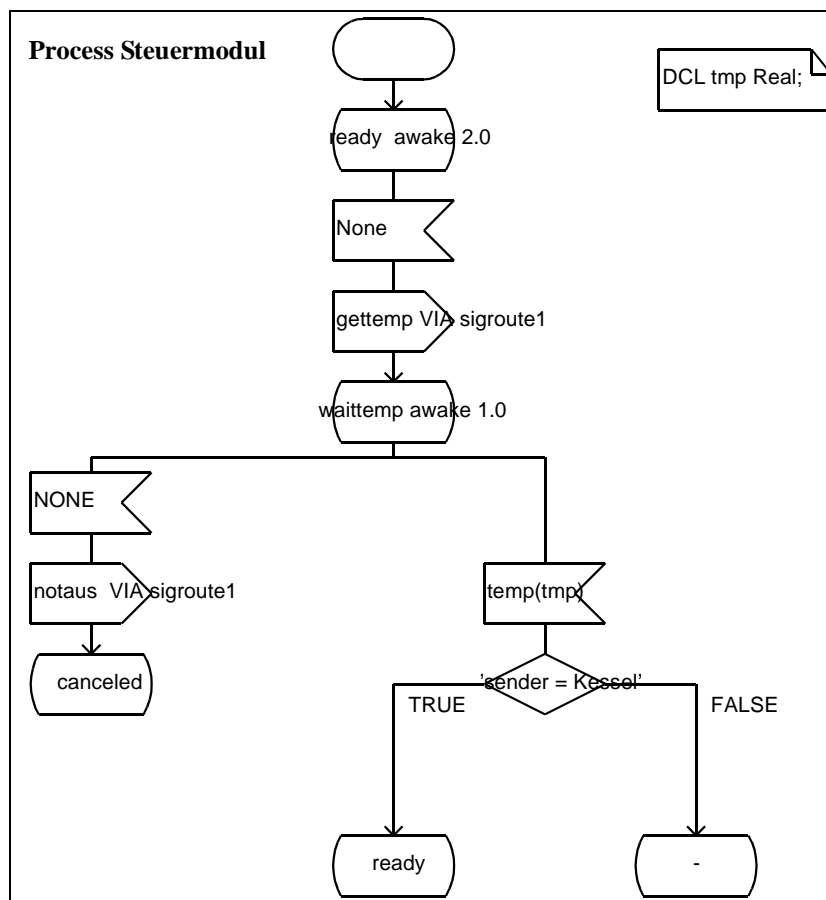 Process Steuermodul
DCL tmp Real;
ready awake 2.0
None
gettemp VIA sigroute1
waittemp awake 1.0
NONE
notaus VIA sigroute1
temp(tmp)
canceled
'sender = Kessel'
TRUE
FALSE
ready
-